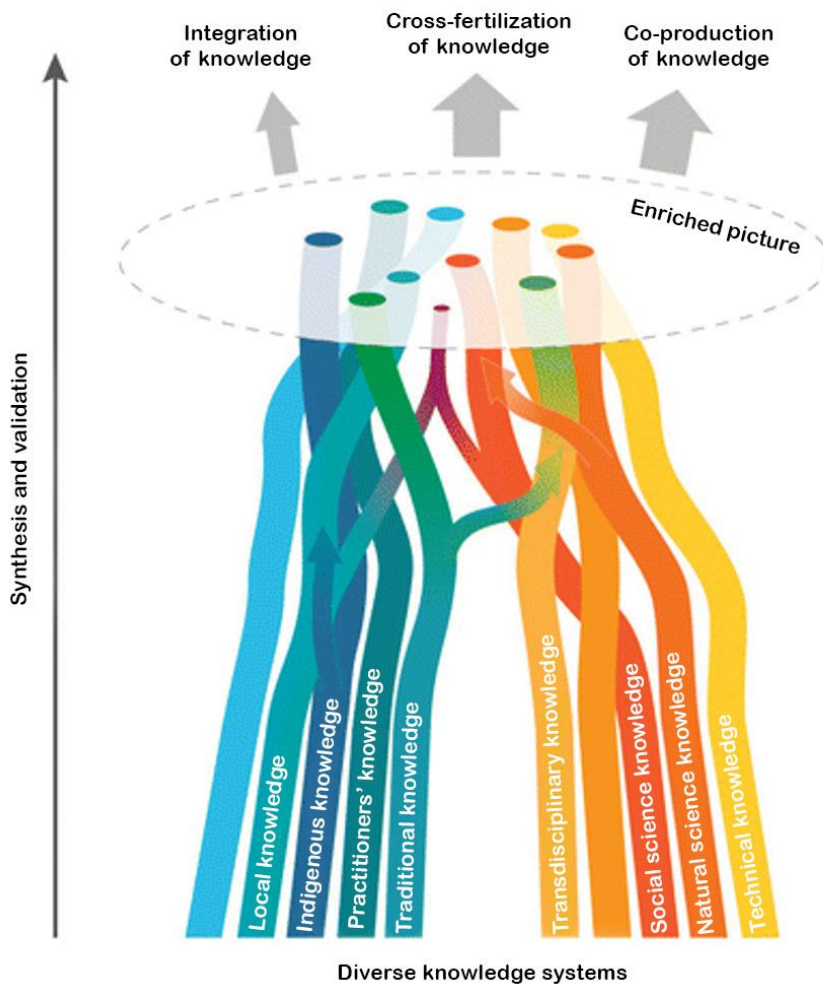 Integration
of knowledge
Cross-fertilization
of knowledge
Co-production
of knowledge
Enriched picture
Synthesis and validation
Local knowledge
Indigenous knowledge
Practitioners’ knowledge
Traditional knowledge
Transdisciplinary knowledge
Social science knowledge
Natural science knowledge
Technical knowledge
Diverse knowledge systems